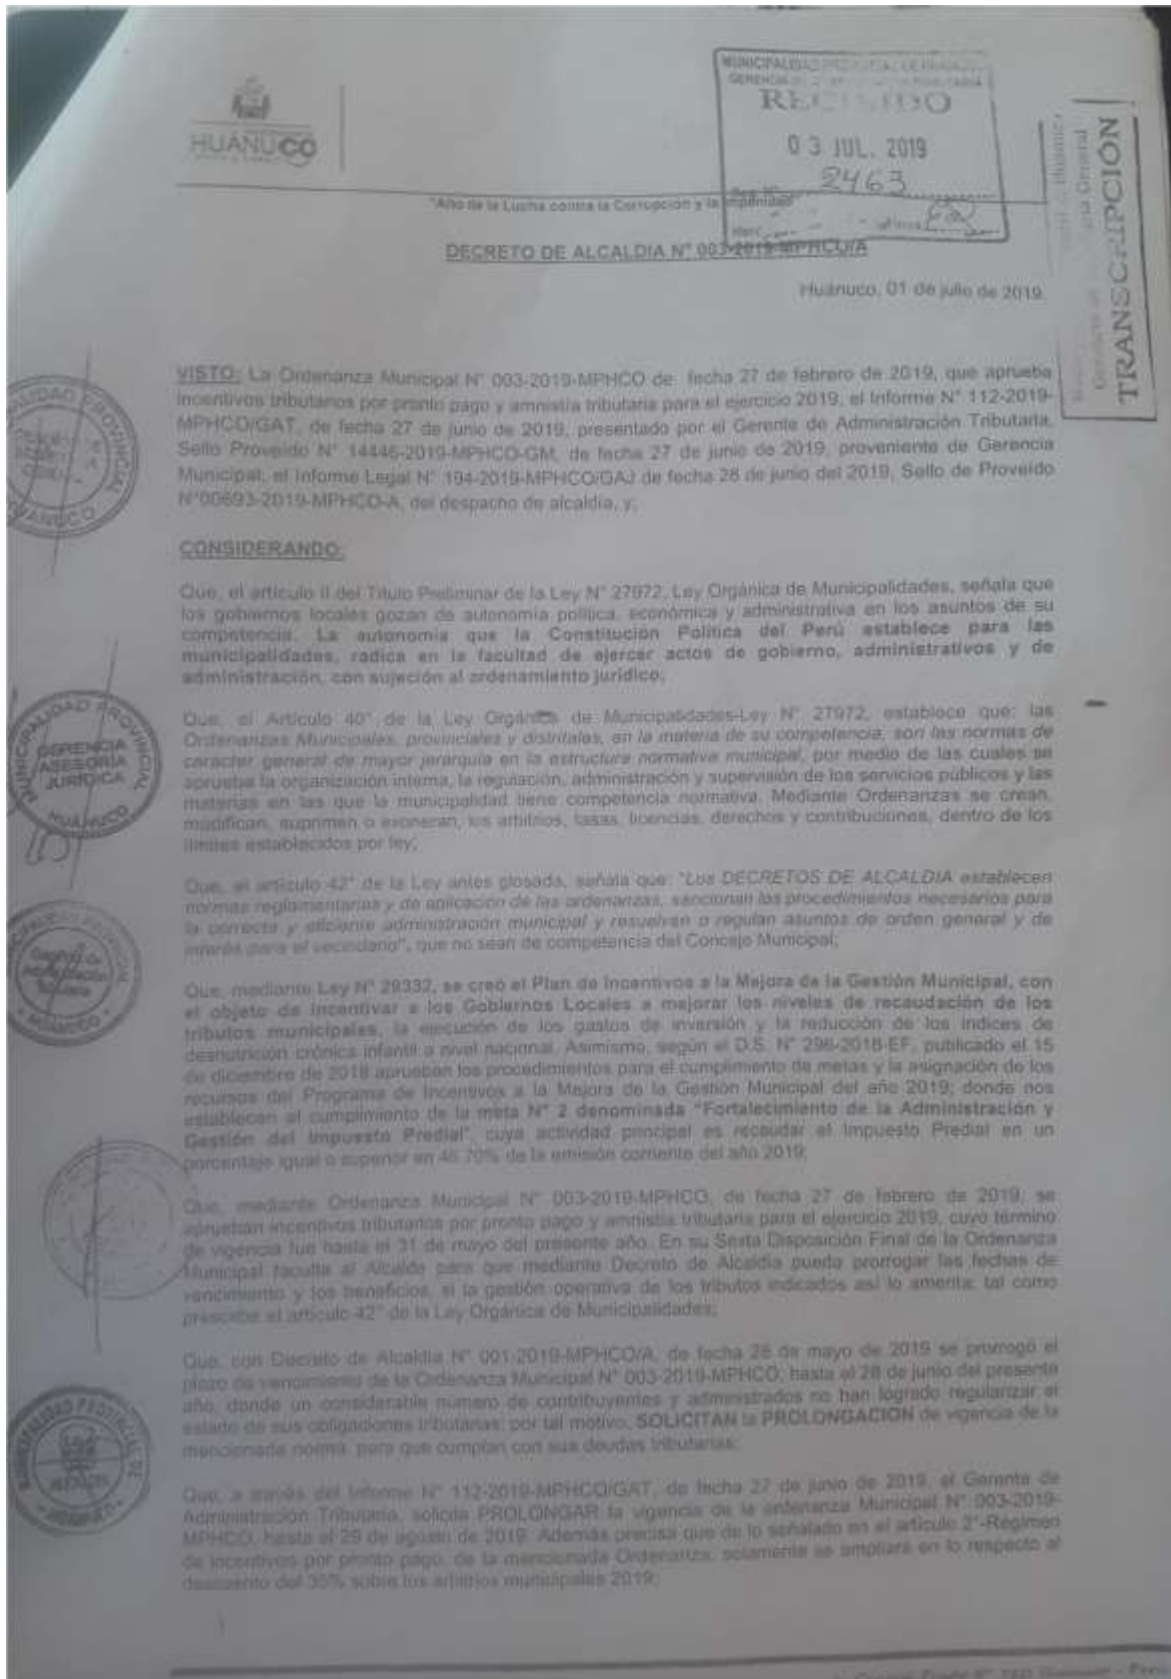 HUÁNUCO
RECIBIDO
03 JUL. 2019
2463
TRANSCRIPCIÓN
"Año de la Lucha contra la Corrupción y la Impunidad"
DECRETO DE ALCALDIA N° 003-2019-MPHCO/A
Huánuco, 01 de julio de 2019.
VISTO: La Ordenanza Municipal N° 003-2019-MPHCO de fecha 27 de febrero de 2019, que aprueba
incentivos tributarios por pronto pago y amnistía tributaria para el ejercicio 2019, el Informe N° 112-2019-
MPHCO/GAT, de fecha 27 de junio de 2019, presentado por el Gerente de Administración Tributaria,
Sello Proveído N° 14446-2019-MPHCO-GM, de fecha 27 de junio de 2019, proveniente de Gerencia
Municipal, el Informe Legal N° 194-2019-MPHCO/GAJ de fecha 28 de junio del 2019, Sello de Proveído
N°00693-2019-MPHCO-A, del despacho de alcaldía, y;
CONSIDERANDO:
Que, el artículo II del Título Preliminar de la Ley N° 27972, Ley Orgánica de Municipalidades, señala que
los gobiernos locales gozan de autonomía política, económica y administrativa en los asuntos de su
competencia. La autonomía que la Constitución Política del Perú establece para las
municipalidades, radica en la facultad de ejercer actos de gobierno, administrativos y de
administración, con sujeción al ordenamiento jurídico;
Que, el Artículo 40° de la Ley Orgánica de Municipalidades-Ley N° 27972, establece que: las
Ordenanzas Municipales, provinciales y distritales, en la materia de su competencia, son las normas de
carácter general de mayor jerarquía en la estructura normativa municipal, por medio de las cuales se
aprueba la organización interna, la regulación, administración y supervisión de los servicios públicos y las
materias en las que la municipalidad tiene competencia normativa. Mediante Ordenanzas se crean,
modifican, suprimen o exoneran, los arbitrios, tasas, licencias, derechos y contribuciones, dentro de los
límites establecidos por ley;
Que, el artículo 42° de la Ley antes glosada, señala que: "Los DECRETOS DE ALCALDIA establecen
normas reglamentarias y de aplicación de las ordenanzas, sancionan los procedimientos necesarios para
la correcta y eficiente administración municipal y resuelven o regulan asuntos de orden general y de
interés para el vecindario", que no sean de competencia del Concejo Municipal;
Que, mediante Ley N° 29332, se creó el Plan de Incentivos a la Mejora de la Gestión Municipal, con
el objeto de incentivar a los Gobiernos Locales a mejorar los niveles de recaudación de los
tributos municipales, la ejecución de los gastos de inversión y la reducción de los índices de
desnutrición crónica infantil a nivel nacional. Asimismo, según el D.S. N° 296-2018-EF, publicado el 15
de diciembre de 2018 aprueban los procedimientos para el cumplimiento de metas y la asignación de los
recursos del Programa de Incentivos a la Mejora de la Gestión Municipal del año 2019; donde nos
establecen el cumplimiento de la meta N° 2 denominada "Fortalecimiento de la Administración y
Gestión del Impuesto Predial", cuya actividad principal es recaudar el Impuesto Predial en un
porcentaje igual o superior en 46.70% de la emisión corriente del año 2019;
Que, mediante Ordenanza Municipal N° 003-2019-MPHCO, de fecha 27 de febrero de 2019, se
aprueban incentivos tributarios por pronto pago y amnistía tributaria para el ejercicio 2019, cuyo término
de vigencia fue hasta el 31 de mayo del presente año. En su Sexta Disposición Final de la Ordenanza
Municipal faculta al Alcalde para que mediante Decreto de Alcaldía pueda prorrogar las fechas de
vencimiento y los beneficios, si la gestión operativa de los tributos indicados así lo amerita, tal como
prescribe el artículo 42° de la Ley Orgánica de Municipalidades;
Que, con Decreto de Alcaldía N° 001-2019-MPHCO/A, de fecha 28 de mayo de 2019 se prorrogó el
plazo de vencimiento de la Ordenanza Municipal N° 003-2019-MPHCO, hasta el 28 de junio del presente
año, donde un considerable número de contribuyentes y administrados no han logrado regularizar el
estado de sus obligaciones tributarias; por tal motivo, SOLICITAN la PROLONGACION de vigencia de la
mencionada norma, para que cumplan con sus deudas tributarias;
Que, a través del Informe N° 112-2019-MPHCO/GAT, de fecha 27 de junio de 2019, el Gerente de
Administración Tributaria, solicita PROLONGAR la vigencia de la ordenanza Municipal N° 003-2019-
MPHCO, hasta el 29 de agosto de 2019. Además precisa que de lo señalado en el artículo 2°-Régimen
de incentivos por pronto pago, de la mencionada Ordenanza, solamente se ampliará en lo respecto al
descuento del 35% sobre los arbitrios municipales 2019;
MUNICIPALIDAD PROVINCIAL
GERENCIA
ASESORIA
JURÍDICA
HUÁNUCO